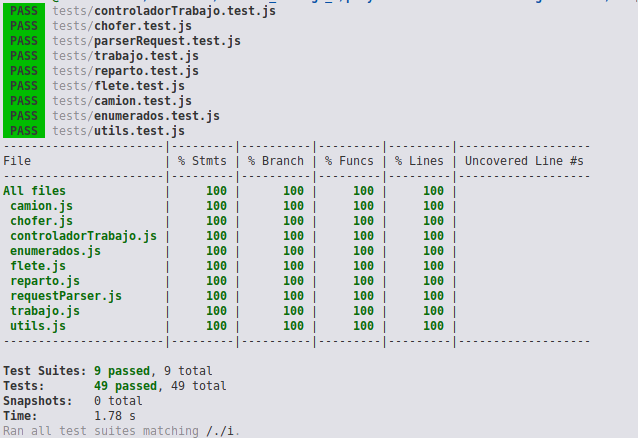 PASS tests/controladorTrabajo.test.js
PASS tests/chofer.test.js
PASS tests/parserRequest.test.js
PASS tests/trabajo.test.js
PASS tests/reparto.test.js
PASS tests/flete.test.js
PASS tests/camion.test.js
PASS tests/enumerados.test.js
PASS tests/utils.test.js
-----------------------|---------|----------|---------|---------|-------------------
File | % Stmts | % Branch | % Funcs | % Lines | Uncovered Line #s
-----------------------|---------|----------|---------|---------|-------------------
All files | 100 | 100 | 100 | 100 |
camion.js | 100 | 100 | 100 | 100 |
chofer.js | 100 | 100 | 100 | 100 |
controladorTrabajo.js | 100 | 100 | 100 | 100 |
enumerados.js | 100 | 100 | 100 | 100 |
flete.js | 100 | 100 | 100 | 100 |
reparto.js | 100 | 100 | 100 | 100 |
requestParser.js | 100 | 100 | 100 | 100 |
trabajo.js | 100 | 100 | 100 | 100 |
utils.js | 100 | 100 | 100 | 100 |
-----------------------|---------|----------|---------|---------|-------------------
Test Suites: 9 passed, 9 total
Tests: 49 passed, 49 total
Snapshots: 0 total
Time: 1.78 s
Ran all test suites matching /./i.